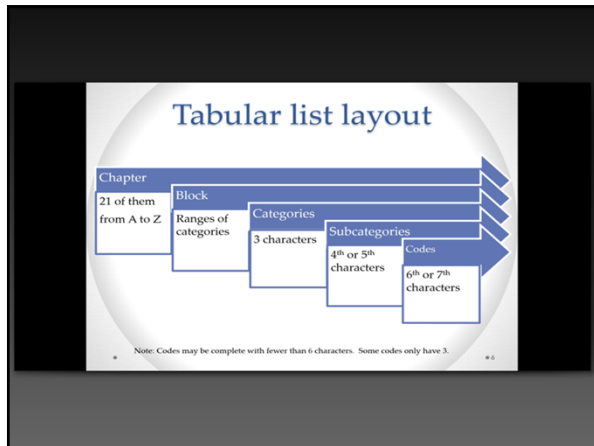 Tabular list layout
Chapter
21 of them
from A to Z
Block
Ranges of
categories
Categories
3 characters
Subcategories
4th or 5th
characters
Codes
6th or 7th
characters
Note: Codes may be complete with fewer than 6 characters. Some codes only have 3.
6